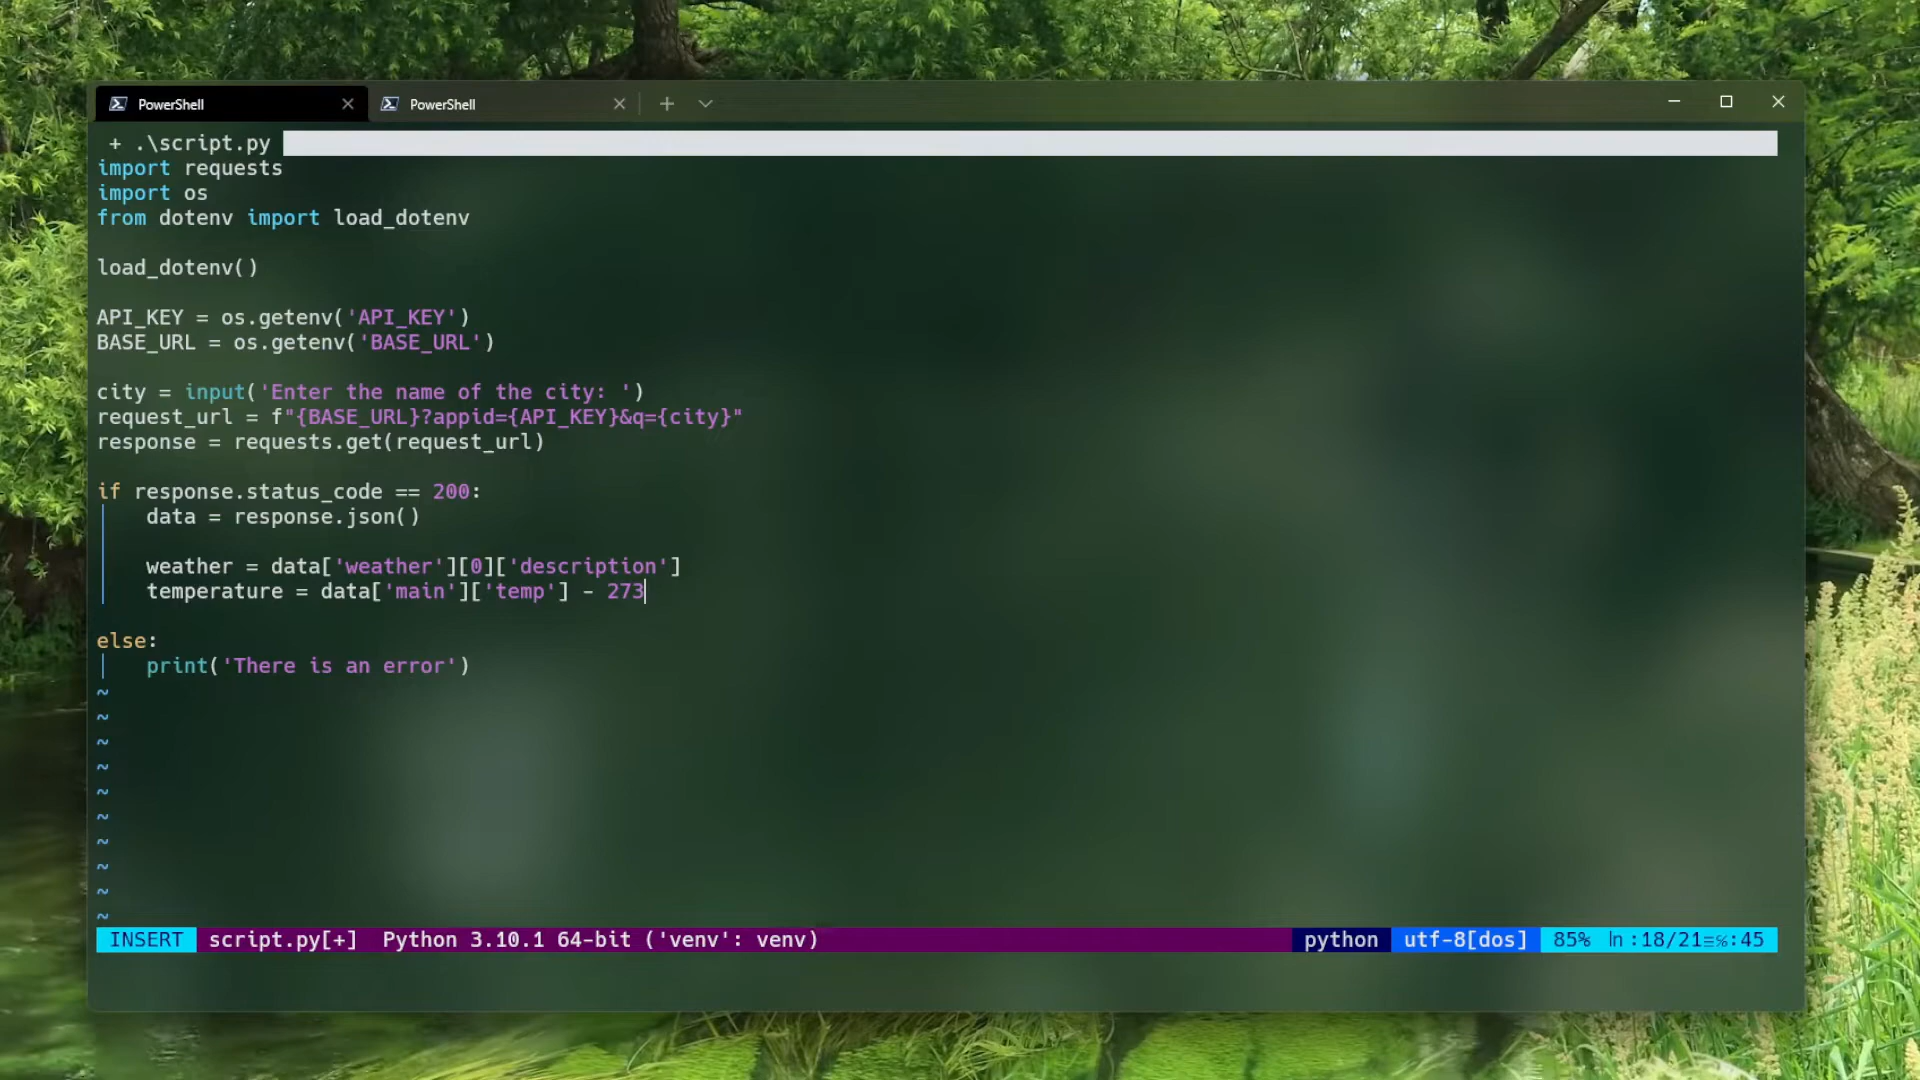 PowerShell
PowerShell
+ .\script.py
import requests
import os
from dotenv import load_dotenv
load_dotenv()
API_KEY = os.getenv('API_KEY')
BASE_URL = os.getenv('BASE_URL')
city = input('Enter the name of the city: ')
request_url = f"{BASE_URL}?appid={API_KEY}&q={city}"
response = requests.get(request_url)
if response.status_code == 200:
    data = response.json()
    weather = data['weather'][0]['description']
    temperature = data['main']['temp'] - 273
else:
    print('There is an error')
~
~
~
~
~
~
~
~
~
~
INSERT script.py[+] Python 3.10.1 64-bit ('venv': venv) python utf-8[dos] 85% ㏑:18/21≡℅:45